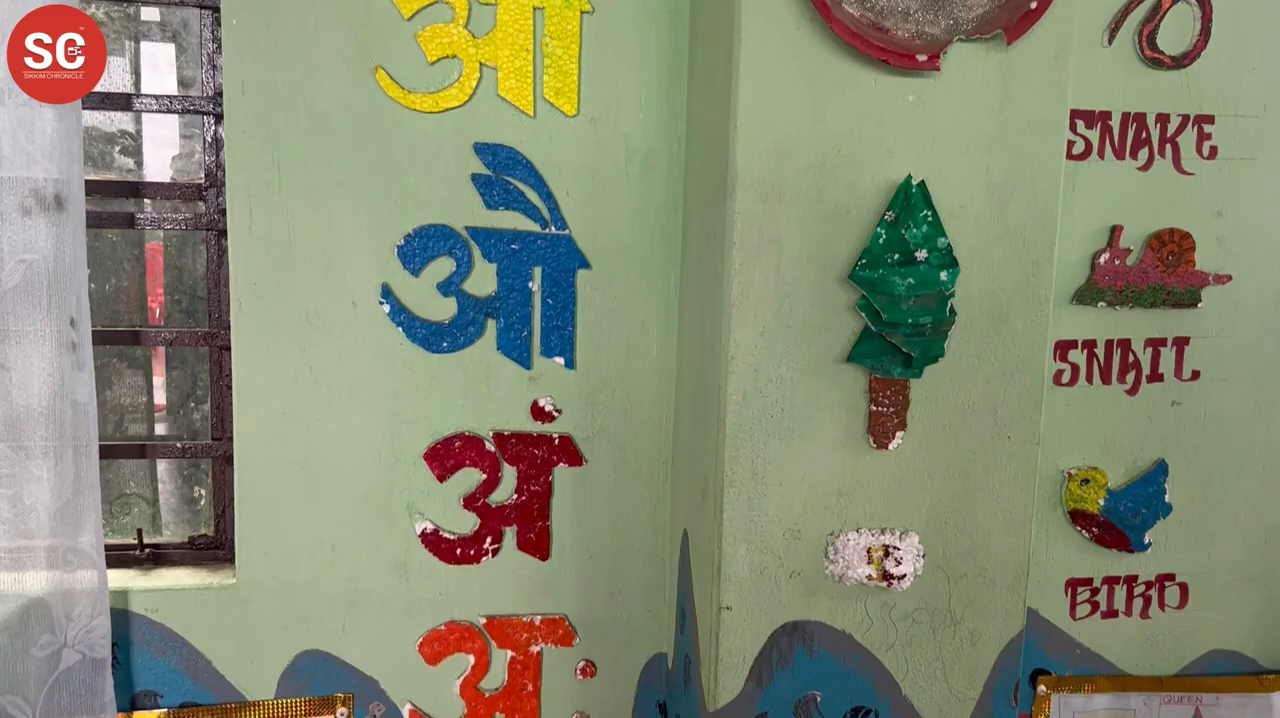 SC
SIKKIM CHRONICLE
ओ
औ
अं
अः
SNAKE
SNAIL
BIRD
QUEEN